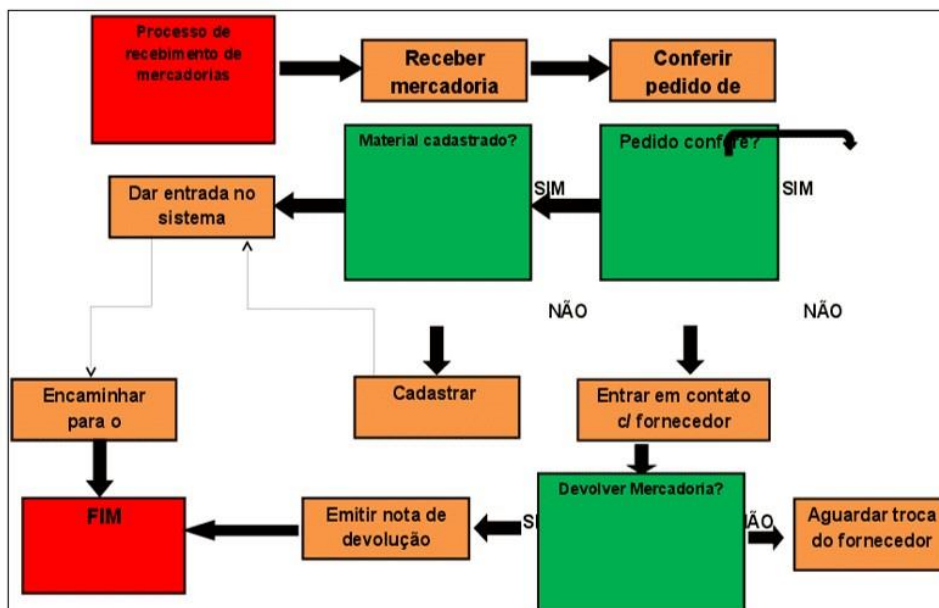 Processo de
recebimento de
mercadorias
Receber
mercadoria
Conferir
pedido de
Material cadastrado?
Pedido confere?
SIM
SIM
Dar entrada no
sistema
NÃO
NÃO
Encaminhar
para o
Cadastrar
Entrar em contato
c/ fornecedor
FIM
Emitir nota de
devolução
Devolver Mercadoria?
Aguardar troca
do fornecedor